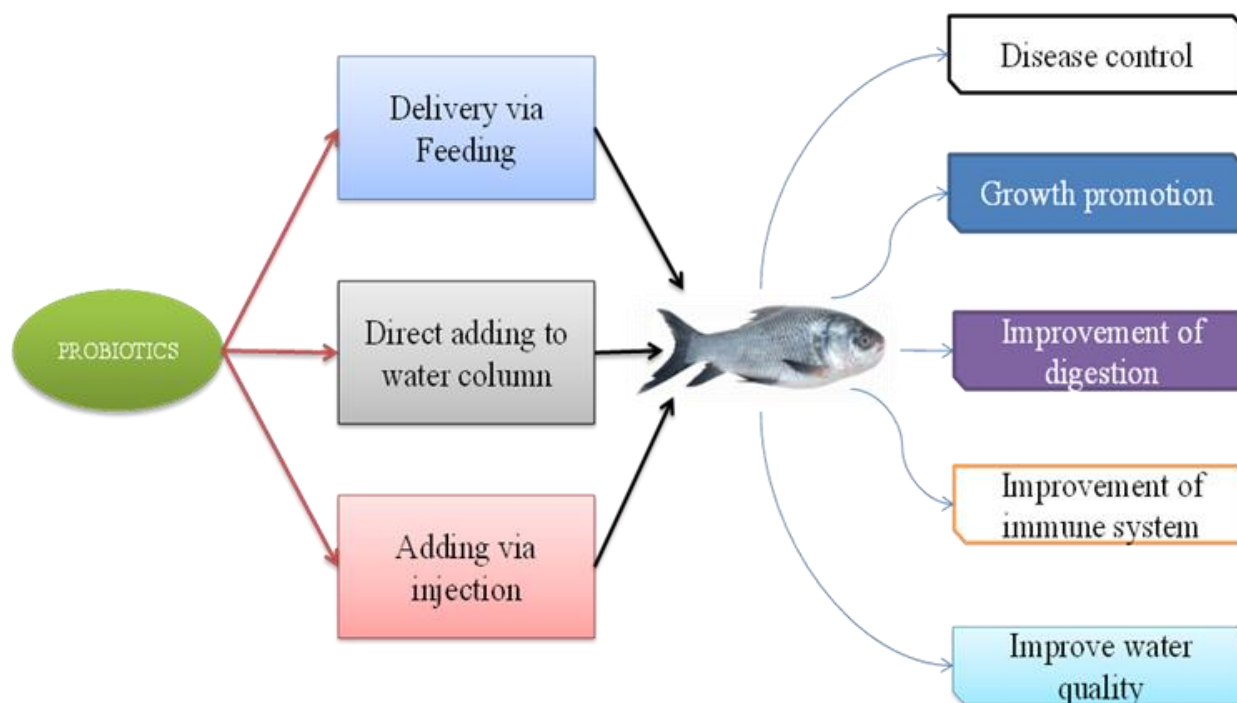 PROBIOTICS
Delivery via
Feeding
Direct adding to
water column
Adding via
injection
Disease control
Growth promotion
Improvement of
digestion
Improvement of
immune system
Improve water
quality